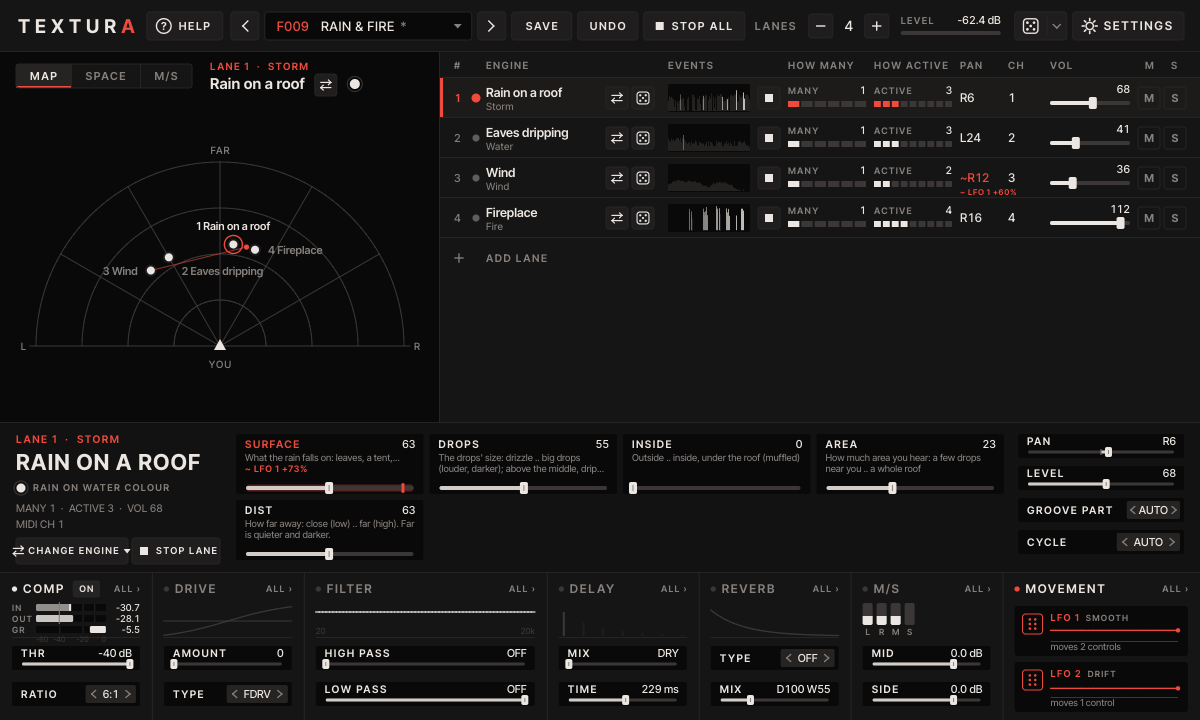 TEXTURA
HELP
F009 RAIN & FIRE *
SAVE
UNDO
STOP ALL
LANES
4
LEVEL -62.4 dB
SETTINGS
MAP SPACE M/S
LANE 1 · STORM
Rain on a roof
FAR
1 Rain on a roof
4 Fireplace
3 Wind
2 Eaves dripping
L
R
YOU
# ENGINE EVENTS HOW MANY HOW ACTIVE PAN CH VOL M S
1 Rain on a roof MANY 1 ACTIVE 3 R6 1 68 M S
Storm
2 Eaves dripping MANY 1 ACTIVE 3 L24 2 41 M S
Water
3 Wind MANY 1 ACTIVE 2 ~R12 3 36 M S
Wind
~ LFO 1 +60%
4 Fireplace MANY 1 ACTIVE 4 R16 4 112 M S
Fire
+ ADD LANE
LANE 1 · STORM
RAIN ON A ROOF
RAIN ON WATER COLOUR
MANY 1 · ACTIVE 3 · VOL 68
MIDI CH 1
CHANGE ENGINE
STOP LANE
SURFACE 63
What the rain falls on: leaves, a tent,...
~ LFO 1 +73%
DROPS 55
The drops' size: drizzle .. big drops
(louder, darker); above the middle, drip...
INSIDE 0
Outside .. inside, under the roof (muffled)
AREA 23
How much area you hear: a few drops
near you .. a whole roof
DIST 63
How far away: close (low) .. far (high). Far
is quieter and darker.
PAN R6
LEVEL 68
GROOVE PART < AUTO >
CYCLE < AUTO >
COMP ON ALL ›
IN -30.7
OUT -28.1
GR -5.5
-60 -40 -20 0
THR -40 dB
RATIO < 6:1 >
DRIVE ALL ›
AMOUNT 0
TYPE < FDRV >
FILTER ALL ›
20 20k
HIGH PASS OFF
LOW PASS OFF
DELAY ALL ›
MIX DRY
TIME 229 ms
REVERB ALL ›
TYPE < OFF >
MIX D100 W55
M/S ALL ›
L R M S
MID 0.0 dB
SIDE 0.0 dB
MOVEMENT ALL ›
LFO 1 SMOOTH
moves 2 controls
LFO 2 DRIFT
moves 1 control